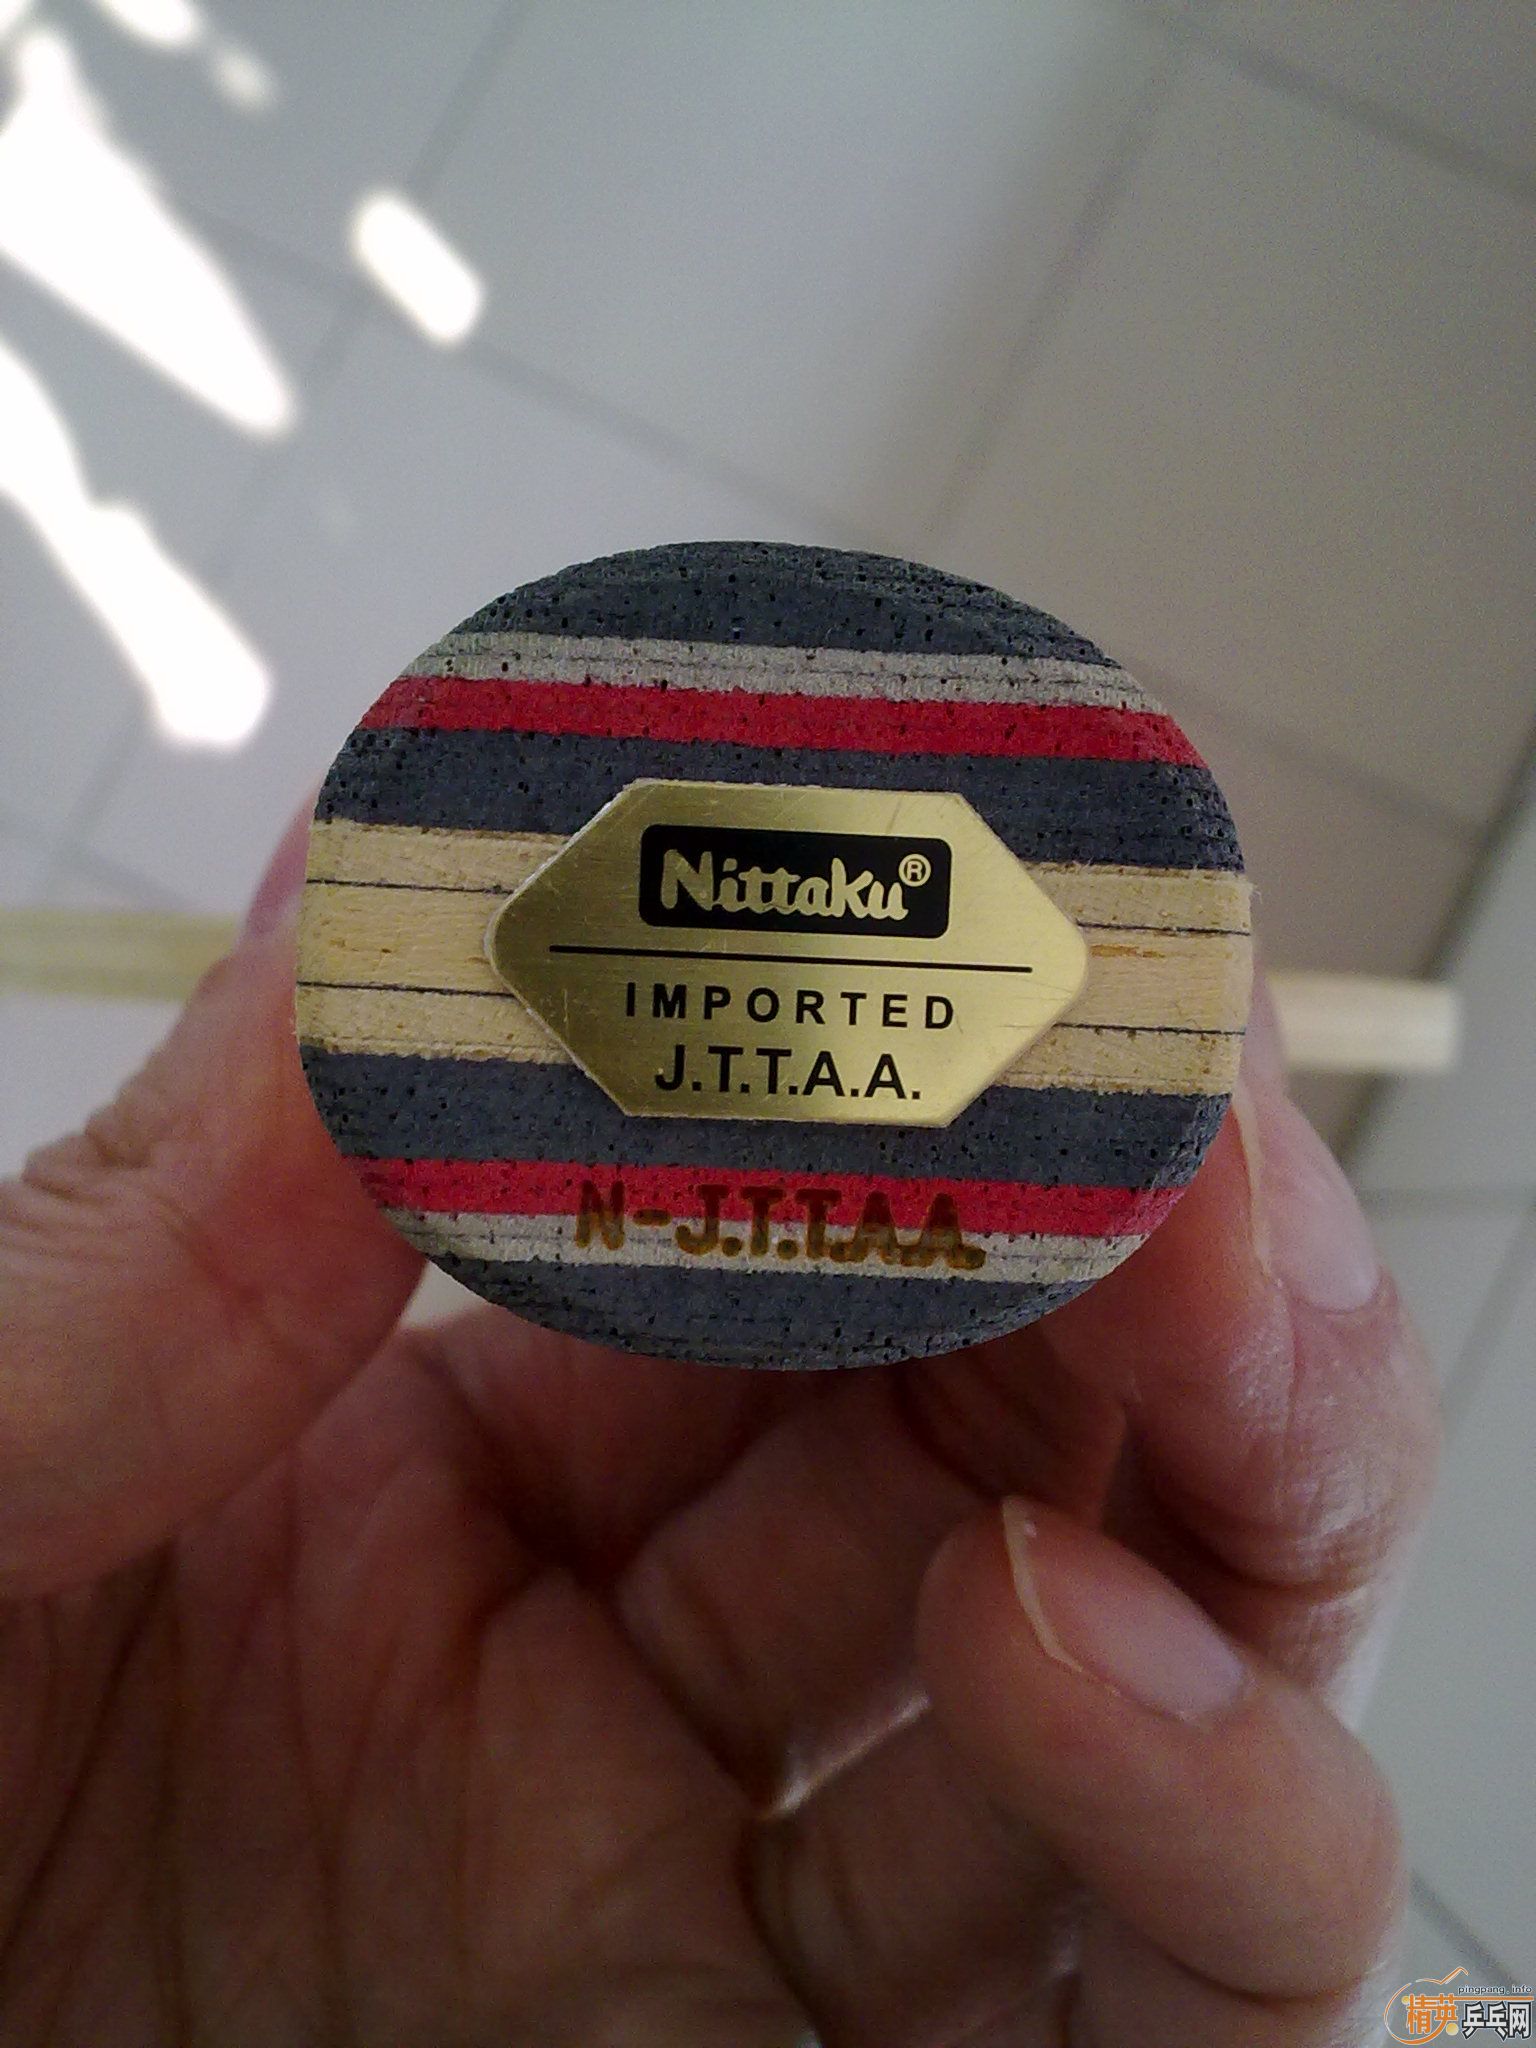 Nittaku®
IMPORTED
J.T.T.A.A.
N-J.T.T.A.A.
pingpang.info
精英乒乓网